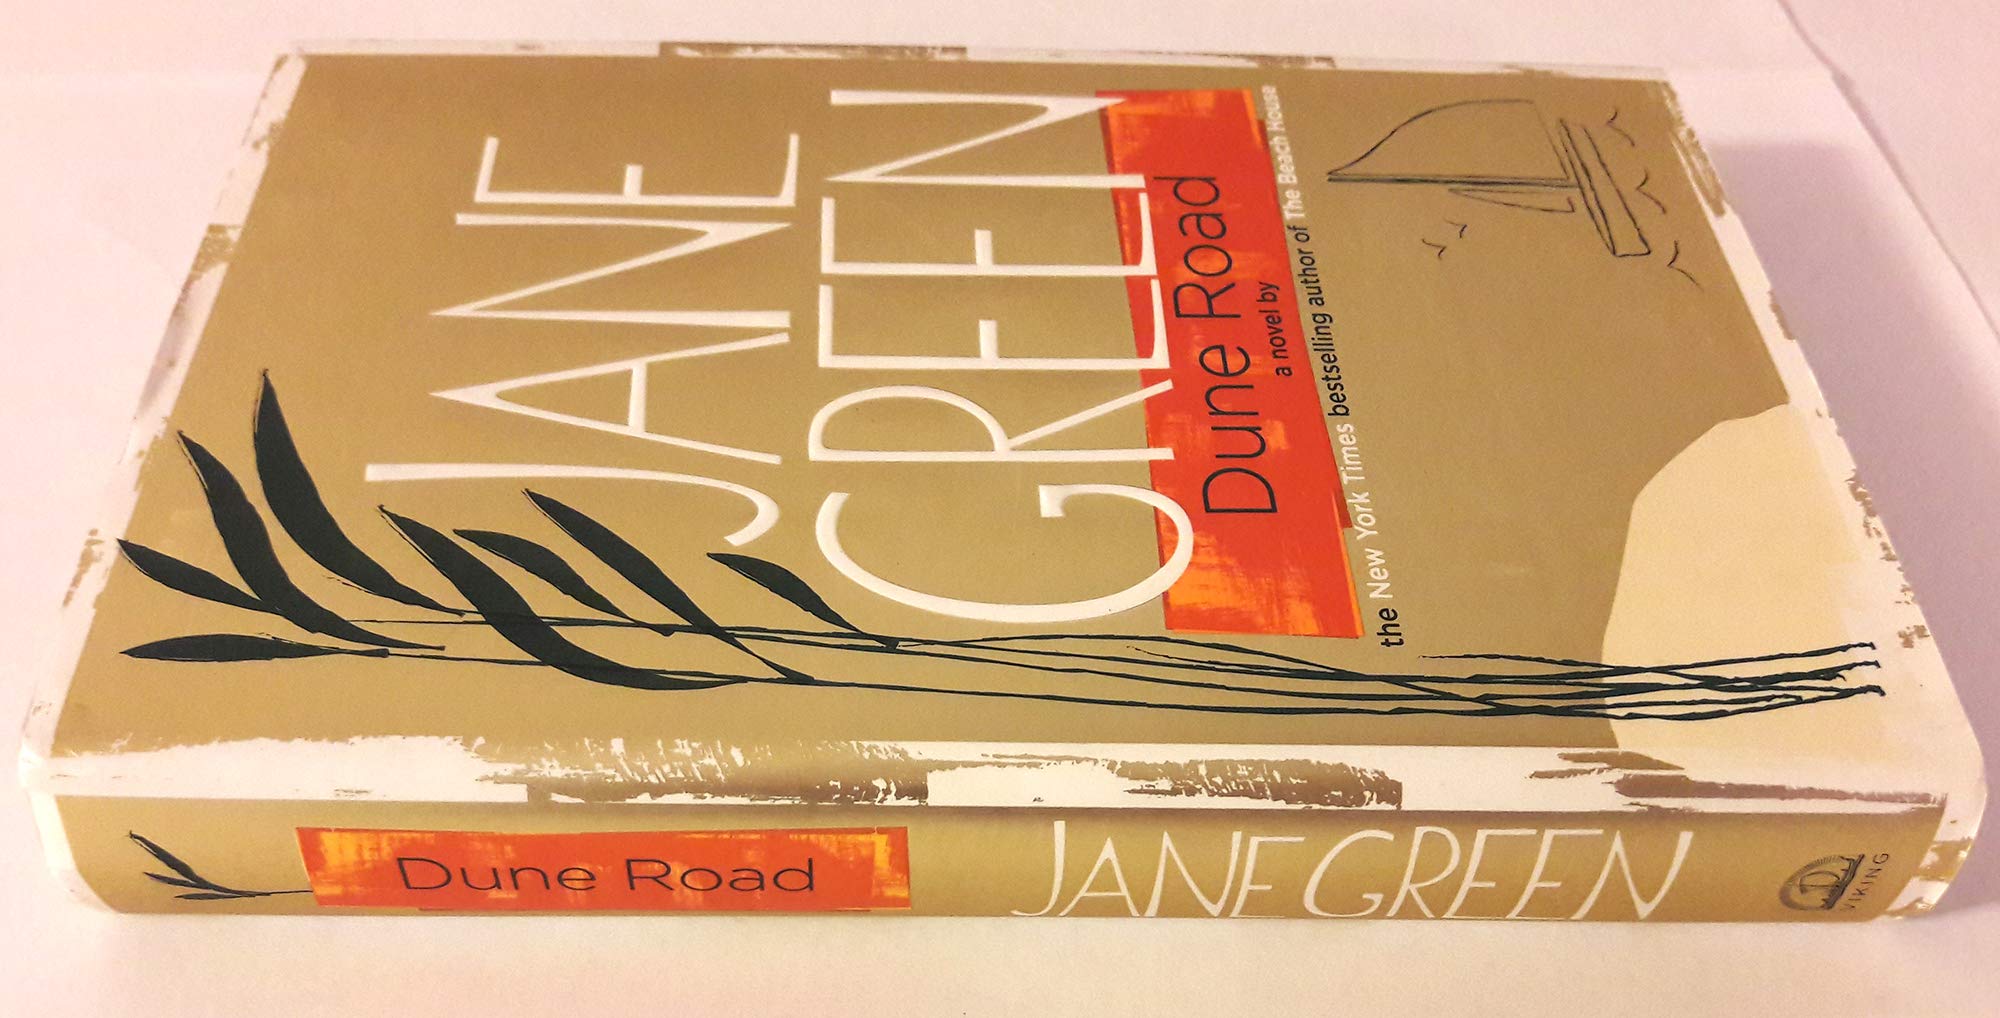 JANE
GREEN
Dune Road
a novel by
the New York Times bestselling author of The Beach House
Dune Road
JANE GREEN
VIKING